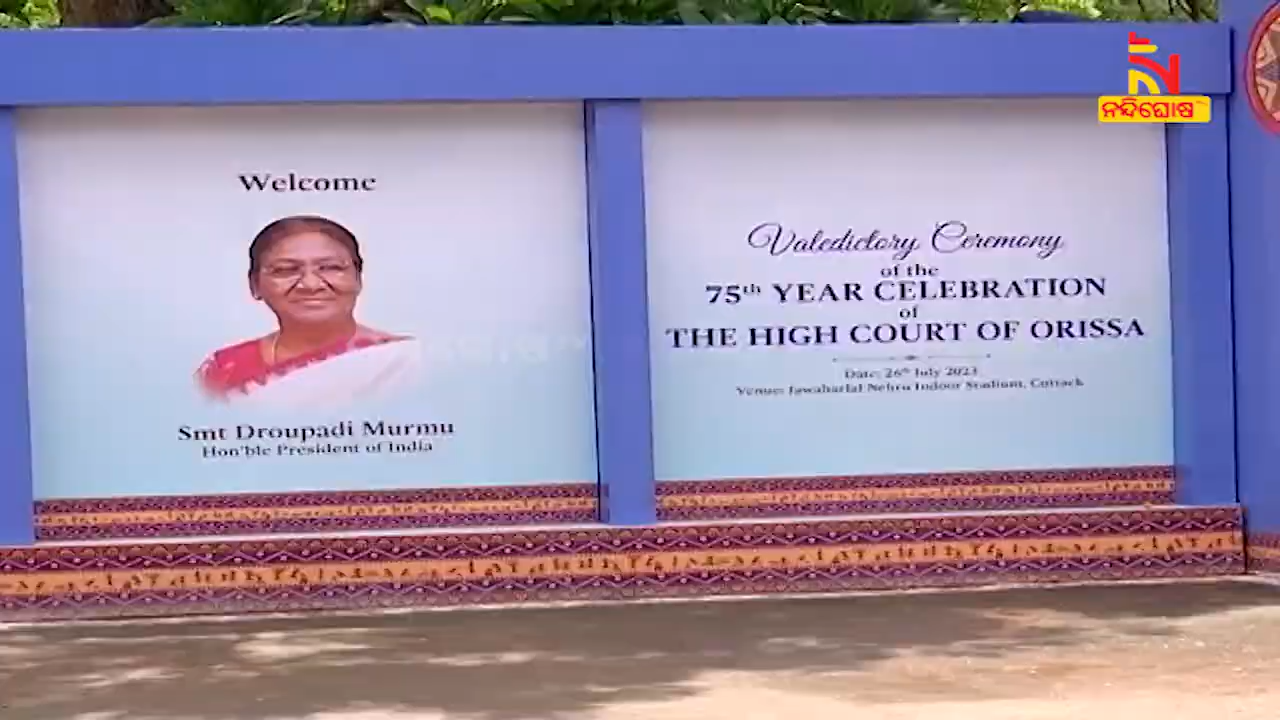 ନନ୍ଦିଘୋଷ
Welcome
Smt Droupadi Murmu
Hon'ble President of India
Valedictory Ceremony
of the
75th YEAR CELEBRATION
of
THE HIGH COURT OF ORISSA
Date: 26th July 2023
Venue: Jawaharlal Nehru Indoor Stadium, Cuttack